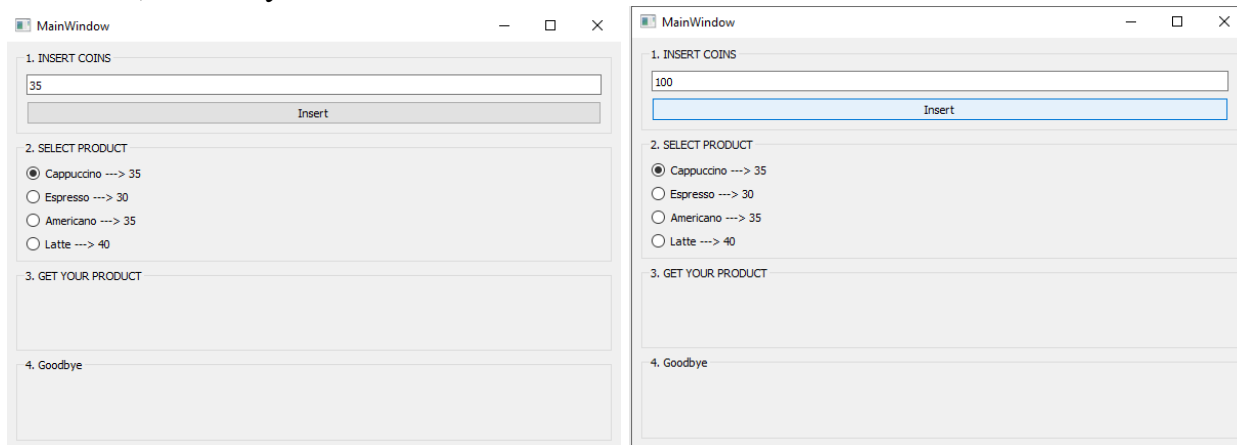 MainWindow
1. INSERT COINS
35
Insert
2. SELECT PRODUCT
Cappuccino ---> 35
Espresso ---> 30
Americano ---> 35
Latte ---> 40
3. GET YOUR PRODUCT
4. Goodbye
MainWindow
1. INSERT COINS
100
Insert
2. SELECT PRODUCT
Cappuccino ---> 35
Espresso ---> 30
Americano ---> 35
Latte ---> 40
3. GET YOUR PRODUCT
4. Goodbye